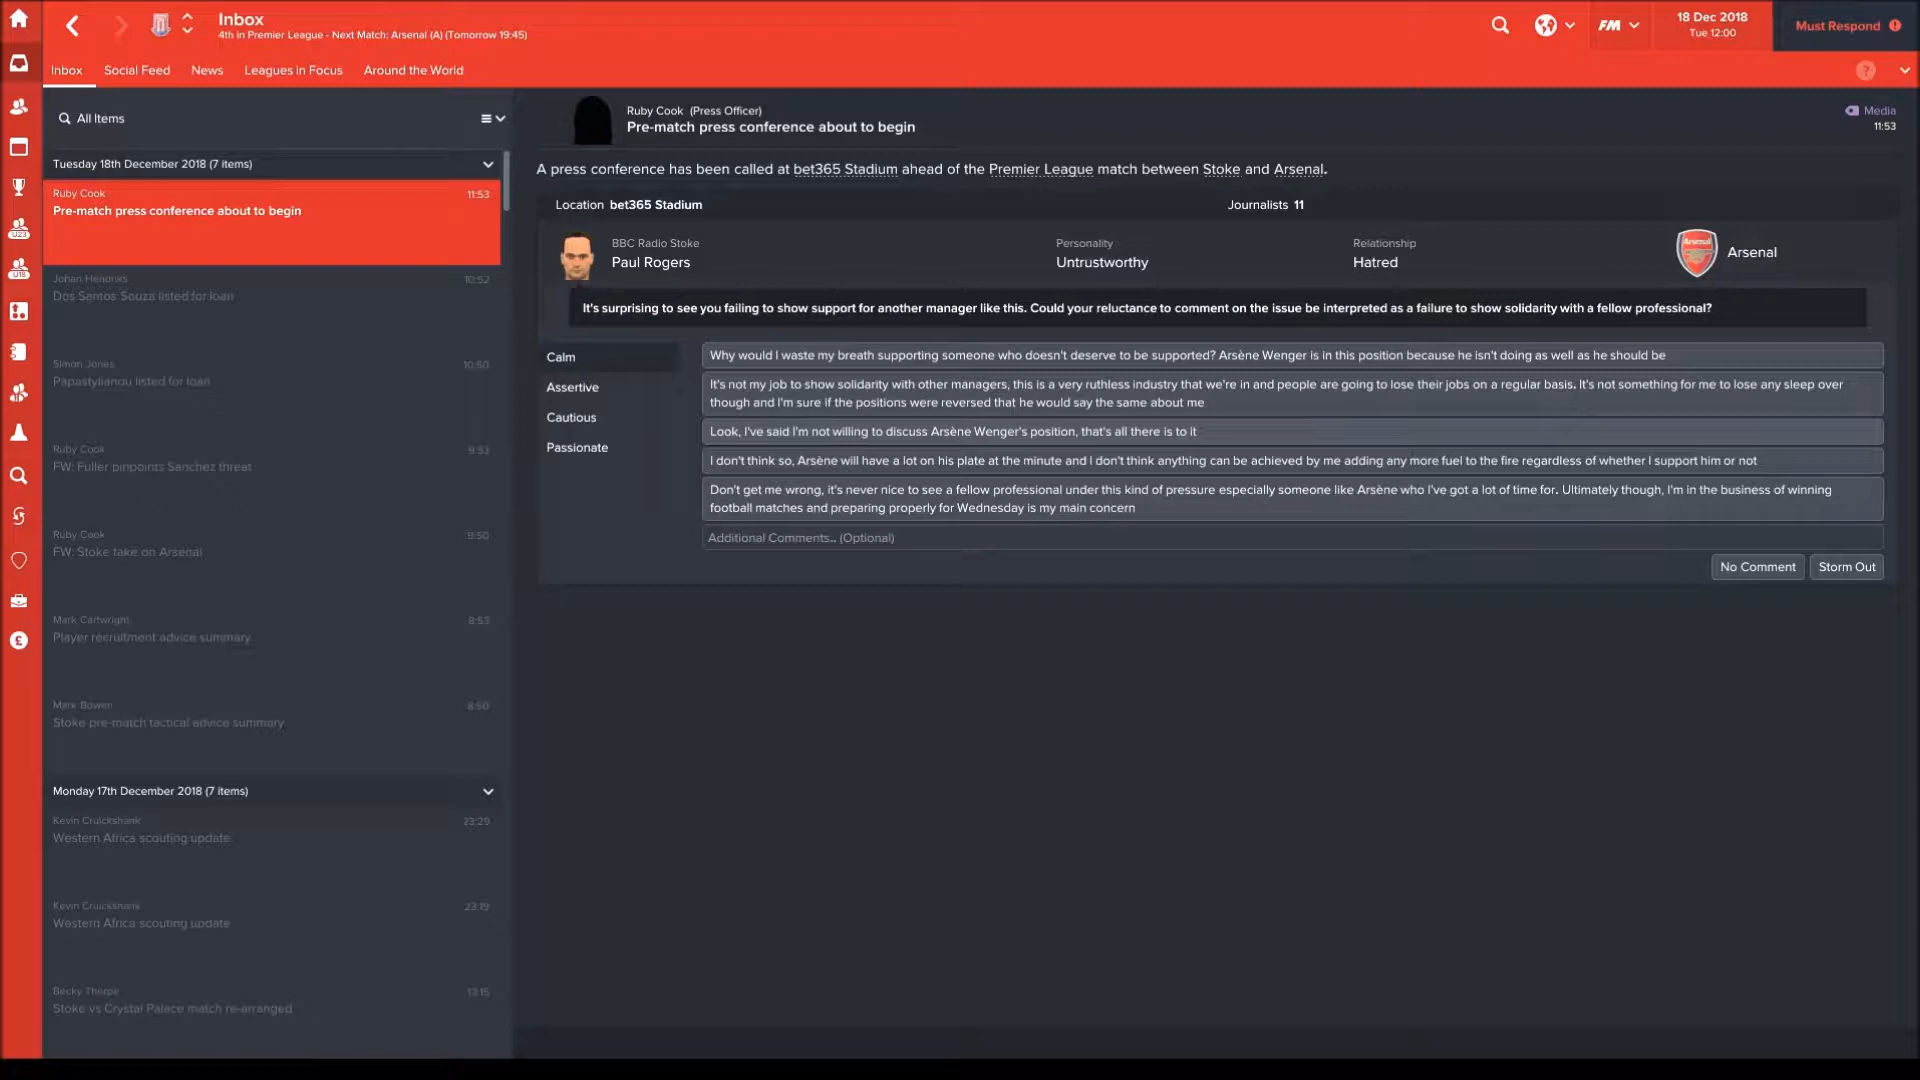 Inbox
4th in Premier League - Next Match: Arsenal (A) (Tomorrow 19:45)
FM
18 Dec 2018
Tue 12:00
Must Respond
Inbox
Social Feed
News
Leagues in Focus
Around the World
All Items
Tuesday 18th December 2018 (7 items)
Ruby Cook
11:53
Pre-match press conference about to begin
Johan Hendriks
10:52
Dos Santos Souza listed for loan
Simon Jones
10:50
Papastylianou listed for loan
Ruby Cook
9:53
FW: Fuller pinpoints Sanchez threat
Ruby Cook
9:50
FW: Stoke take on Arsenal
Mark Cartwright
8:53
Player recruitment advice summary
Mark Bowen
8:50
Stoke pre-match tactical advice summary
Monday 17th December 2018 (7 items)
Kevin Cruickshank
23:29
Western Africa scouting update
Kevin Cruickshank
23:19
Western Africa scouting update
Becky Thorpe
13:15
Stoke vs Crystal Palace match re-arranged
U23
U18
Ruby Cook (Press Officer)
Pre-match press conference about to begin
Media
11:53
A press conference has been called at bet365 Stadium ahead of the Premier League match between Stoke and Arsenal.
Location bet365 Stadium
Journalists 11
BBC Radio Stoke
Paul Rogers
Personality
Untrustworthy
Relationship
Hatred
Arsenal
Arsenal
It's surprising to see you failing to show support for another manager like this. Could your reluctance to comment on the issue be interpreted as a failure to show solidarity with a fellow professional?
Calm
Assertive
Cautious
Passionate
Why would I waste my breath supporting someone who doesn't deserve to be supported? Arsène Wenger is in this position because he isn't doing as well as he should be
It's not my job to show solidarity with other managers, this is a very ruthless industry that we're in and people are going to lose their jobs on a regular basis. It's not something for me to lose any sleep over
though and I'm sure if the positions were reversed that he would say the same about me
Look, I've said I'm not willing to discuss Arsène Wenger's position, that's all there is to it
I don't think so, Arsène will have a lot on his plate at the minute and I don't think anything can be achieved by me adding any more fuel to the fire regardless of whether I support him or not
Don't get me wrong, it's never nice to see a fellow professional under this kind of pressure especially someone like Arsène who I've got a lot of time for. Ultimately though, I'm in the business of winning
football matches and preparing properly for Wednesday is my main concern
Additional Comments.. (Optional)
No Comment
Storm Out